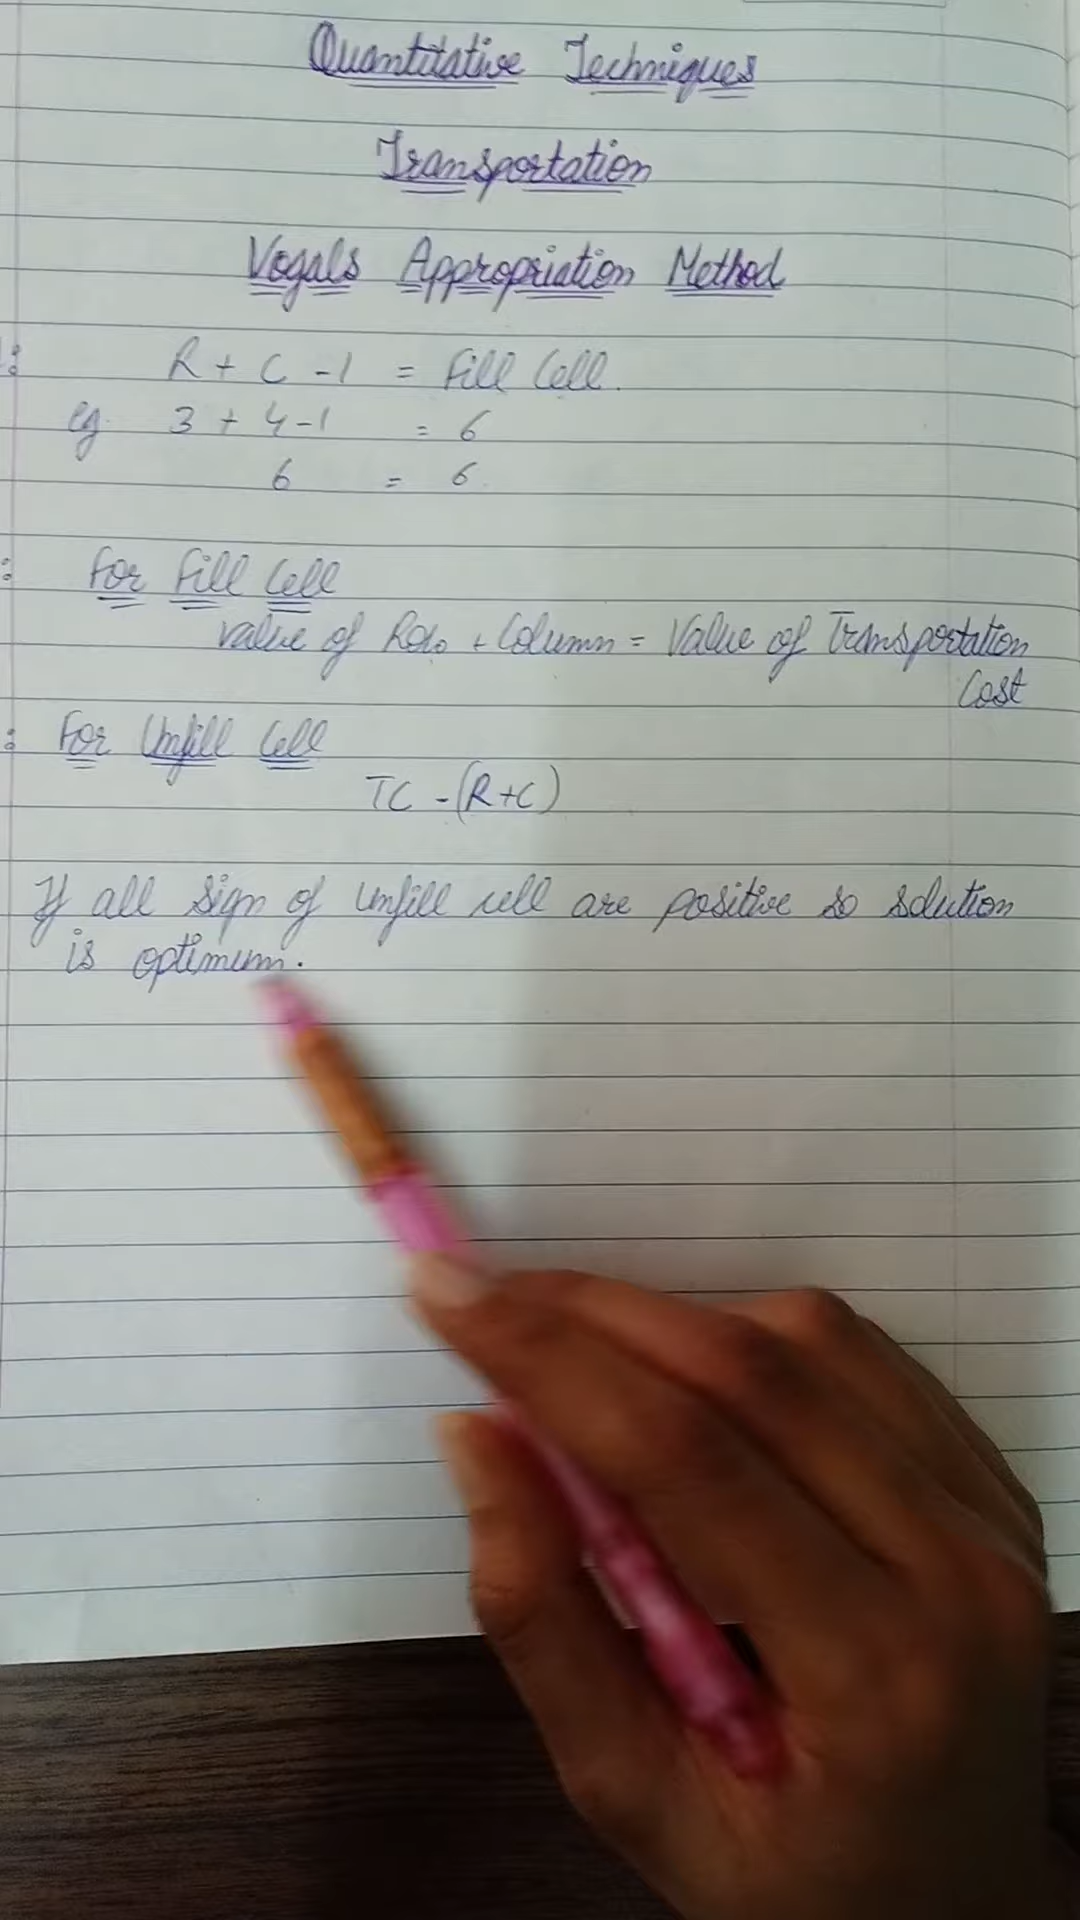 Quantitative Techniques
Transportation
Vogals Appropriation Method
R + C - 1 = Fill Cell.
eg. 3 + 4 - 1 = 6
6 = 6.
For Fill Cell
Value of Row + Column = Value of Transportation
Cost
For Unfill Cell
TC - (R+C)
If all sign of unfill cell are positive so solution
is optimum.